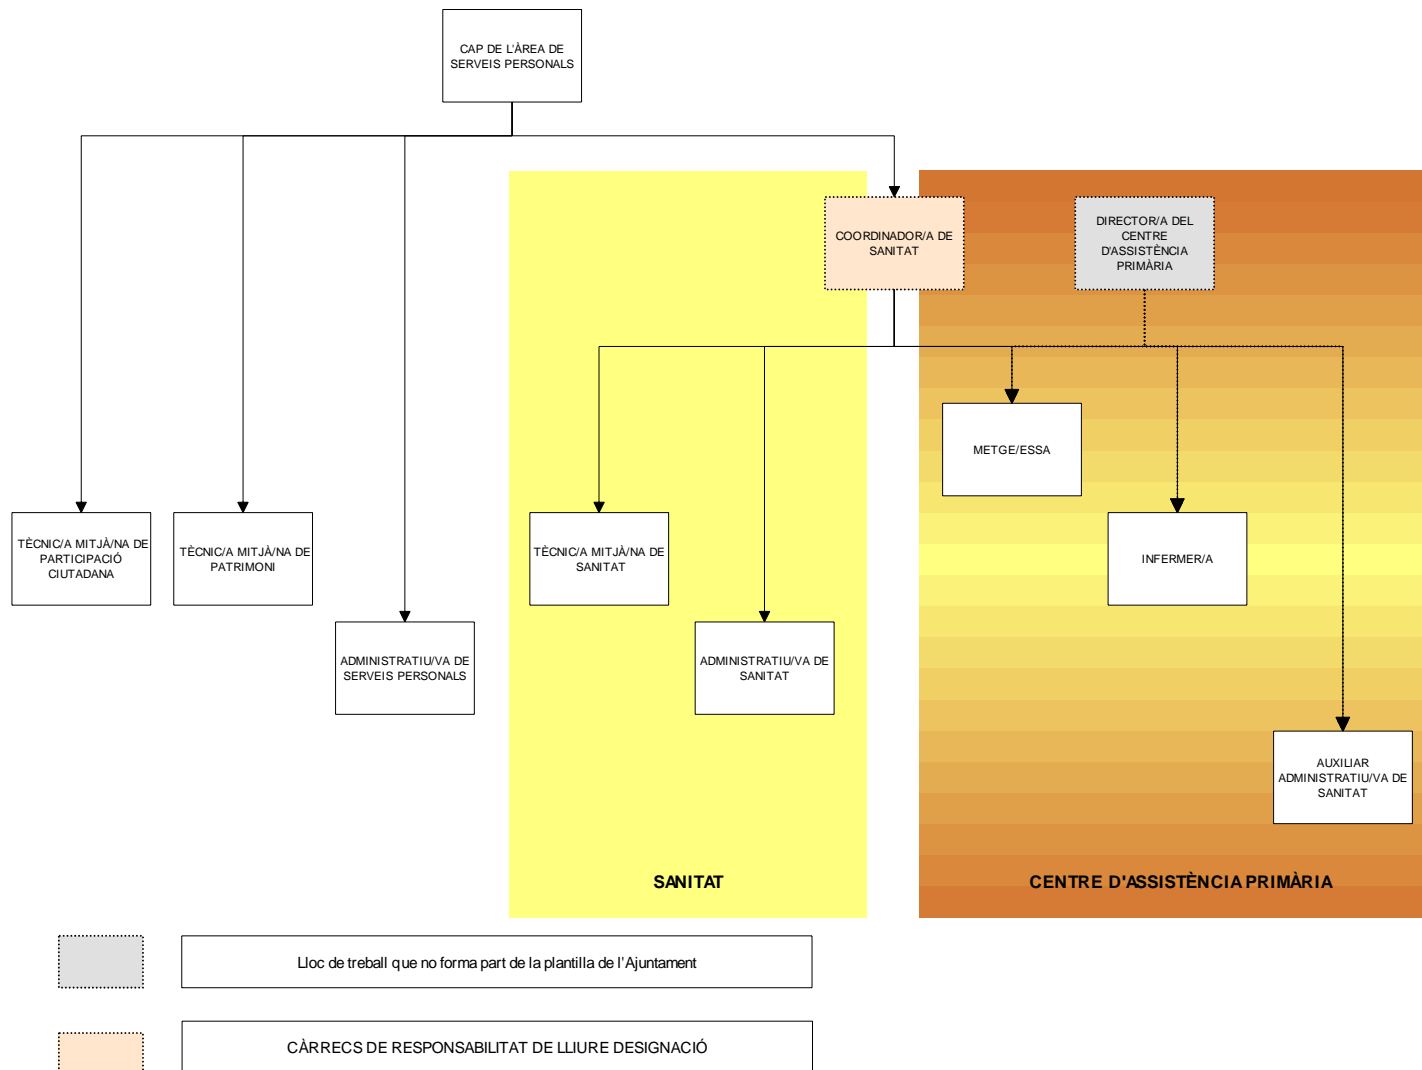 CAP DE L'ÀREA DE
SERVEIS PERSONALS
COORDINADOR/A DE
SANITAT
DIRECTOR/A DEL
CENTRE
D'ASSISTÈNCIA
PRIMÀRIA
METGE/ESSA
TÈCNIC/A MITJÀ/NA DE
PARTICIPACIÓ
CIUTADANA
TÈCNIC/A MITJÀ/NA DE
PATRIMONI
TÈCNIC/A MITJÀ/NA DE
SANITAT
INFERMER/A
ADMINISTRATIU/VA DE
SERVEIS PERSONALS
ADMINISTRATIU/VA DE
SANITAT
AUXILIAR
ADMINISTRATIU/VA DE
SANITAT
SANITAT
CENTRE D'ASSISTÈNCIA PRIMÀRIA
Lloc de treball que no forma part de la plantilla de l'Ajuntament
CÀRRECS DE RESPONSABILITAT DE LLIURE DESIGNACIÓ